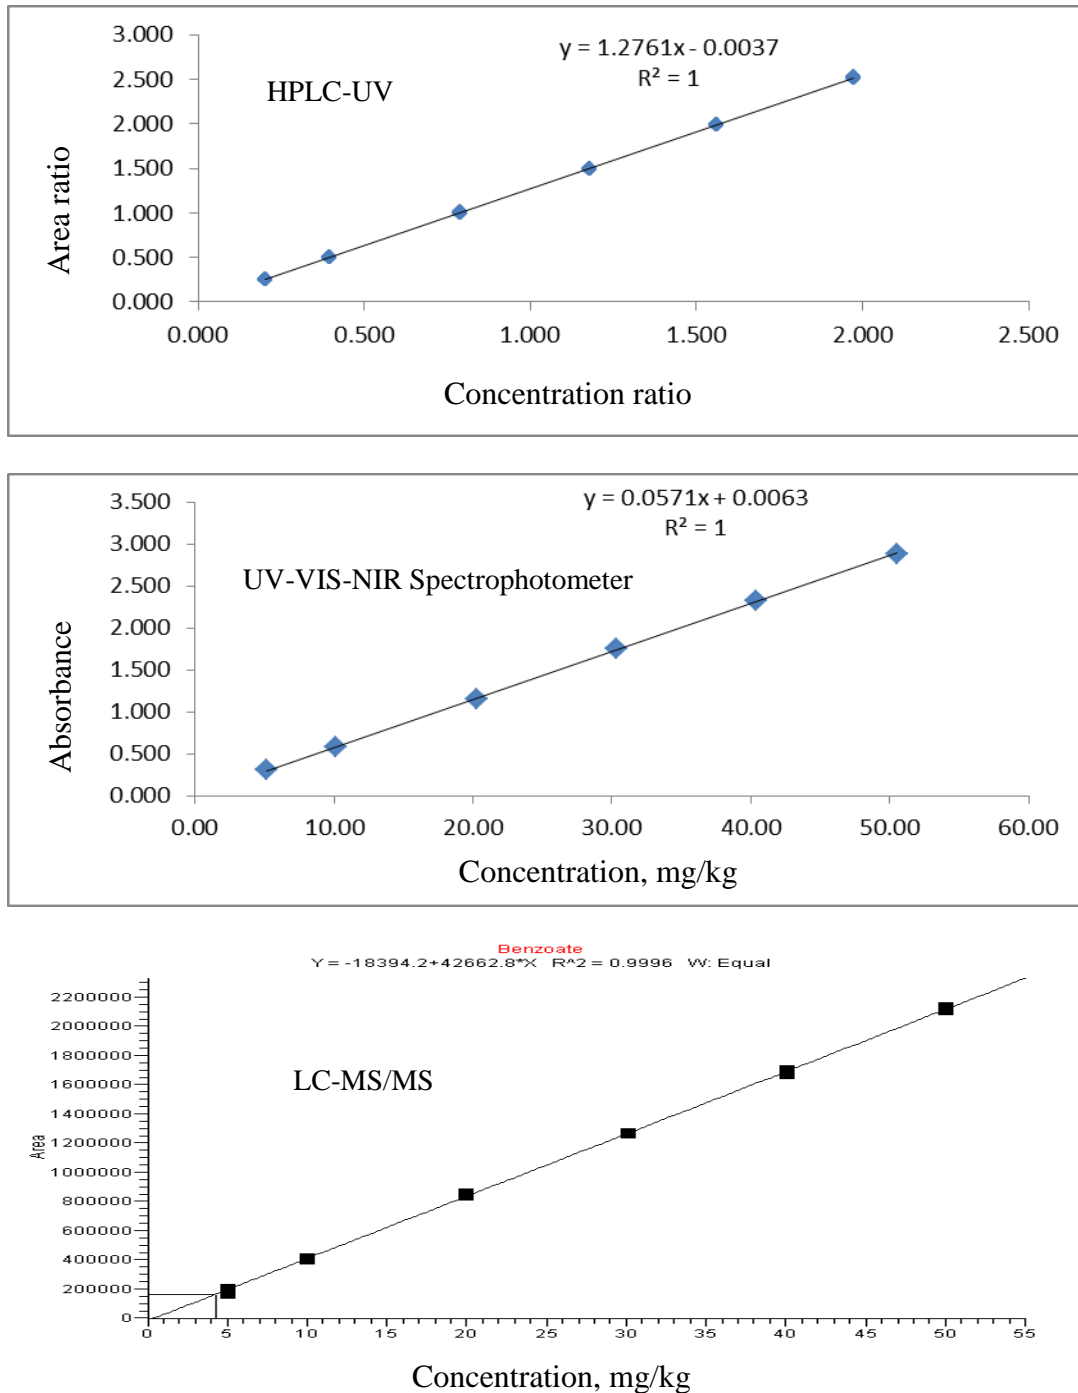 3.000
y = 1.2761x - 0.0037
R² = 1
2.500
HPLC-UV
2.000
1.500
1.000
0.500
0.000
Area ratio
0.000 0.500 1.000 1.500 2.000 2.500
Concentration ratio
3.500
y = 0.0571x + 0.0063
R² = 1
3.000
UV-VIS-NIR Spectrophotometer
2.500
2.000
1.500
1.000
0.500
0.000
Absorbance
0.00 10.00 20.00 30.00 40.00 50.00 60.00
Concentration, mg/kg
Benzoate
Y = -18394.2+42662.8*X R^2 = 0.9996 W: Equal
2200000
2000000
1800000
LC-MS/MS
1600000
1400000
1200000
1000000
800000
600000
400000
200000
0
Area
0 5 10 15 20 25 30 35 40 45 50 55
Concentration, mg/kg